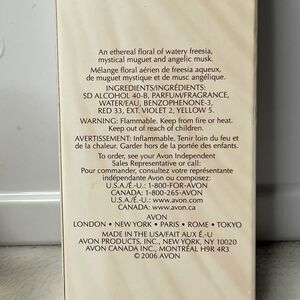 An ethereal floral of watery freesia,
mystical muguet and angelic musk.
Mélange floral aérien de freesia aqueux,
de muguet mystique et de musc angélique.
INGREDIENTS/INGRÉDIENTS:
SD ALCOHOL 40-B, PARFUM/FRAGRANCE,
WATER/EAU, BENZOPHENONE-3,
RED 33, EXT. VIOLET 2, YELLOW 5.
WARNING: Flammable. Keep from fire or heat.
Keep out of reach of children.
AVERTISSEMENT: Inflammable. Tenir loin du feu et
de la chaleur. Garder hors de la portée des enfants.
To order, see your Avon Independent
Sales Representative or call:
Pour commander, consultez votre représentante
indépendante Avon ou composez:
U.S.A./É.-U.: 1-800-FOR-AVON
CANADA: 1-800-265-AVON
U.S.A./É.-U.: www.avon.com
CANADA: www.avon.ca
AVON
LONDON • NEW YORK • PARIS • ROME • TOKYO
MADE IN THE USA/FAIT AUX É.-U
AVON PRODUCTS, INC., NEW YORK, NY 10020
AVON CANADA INC., MONTRÉAL H9R 4R3
©2006 AVON